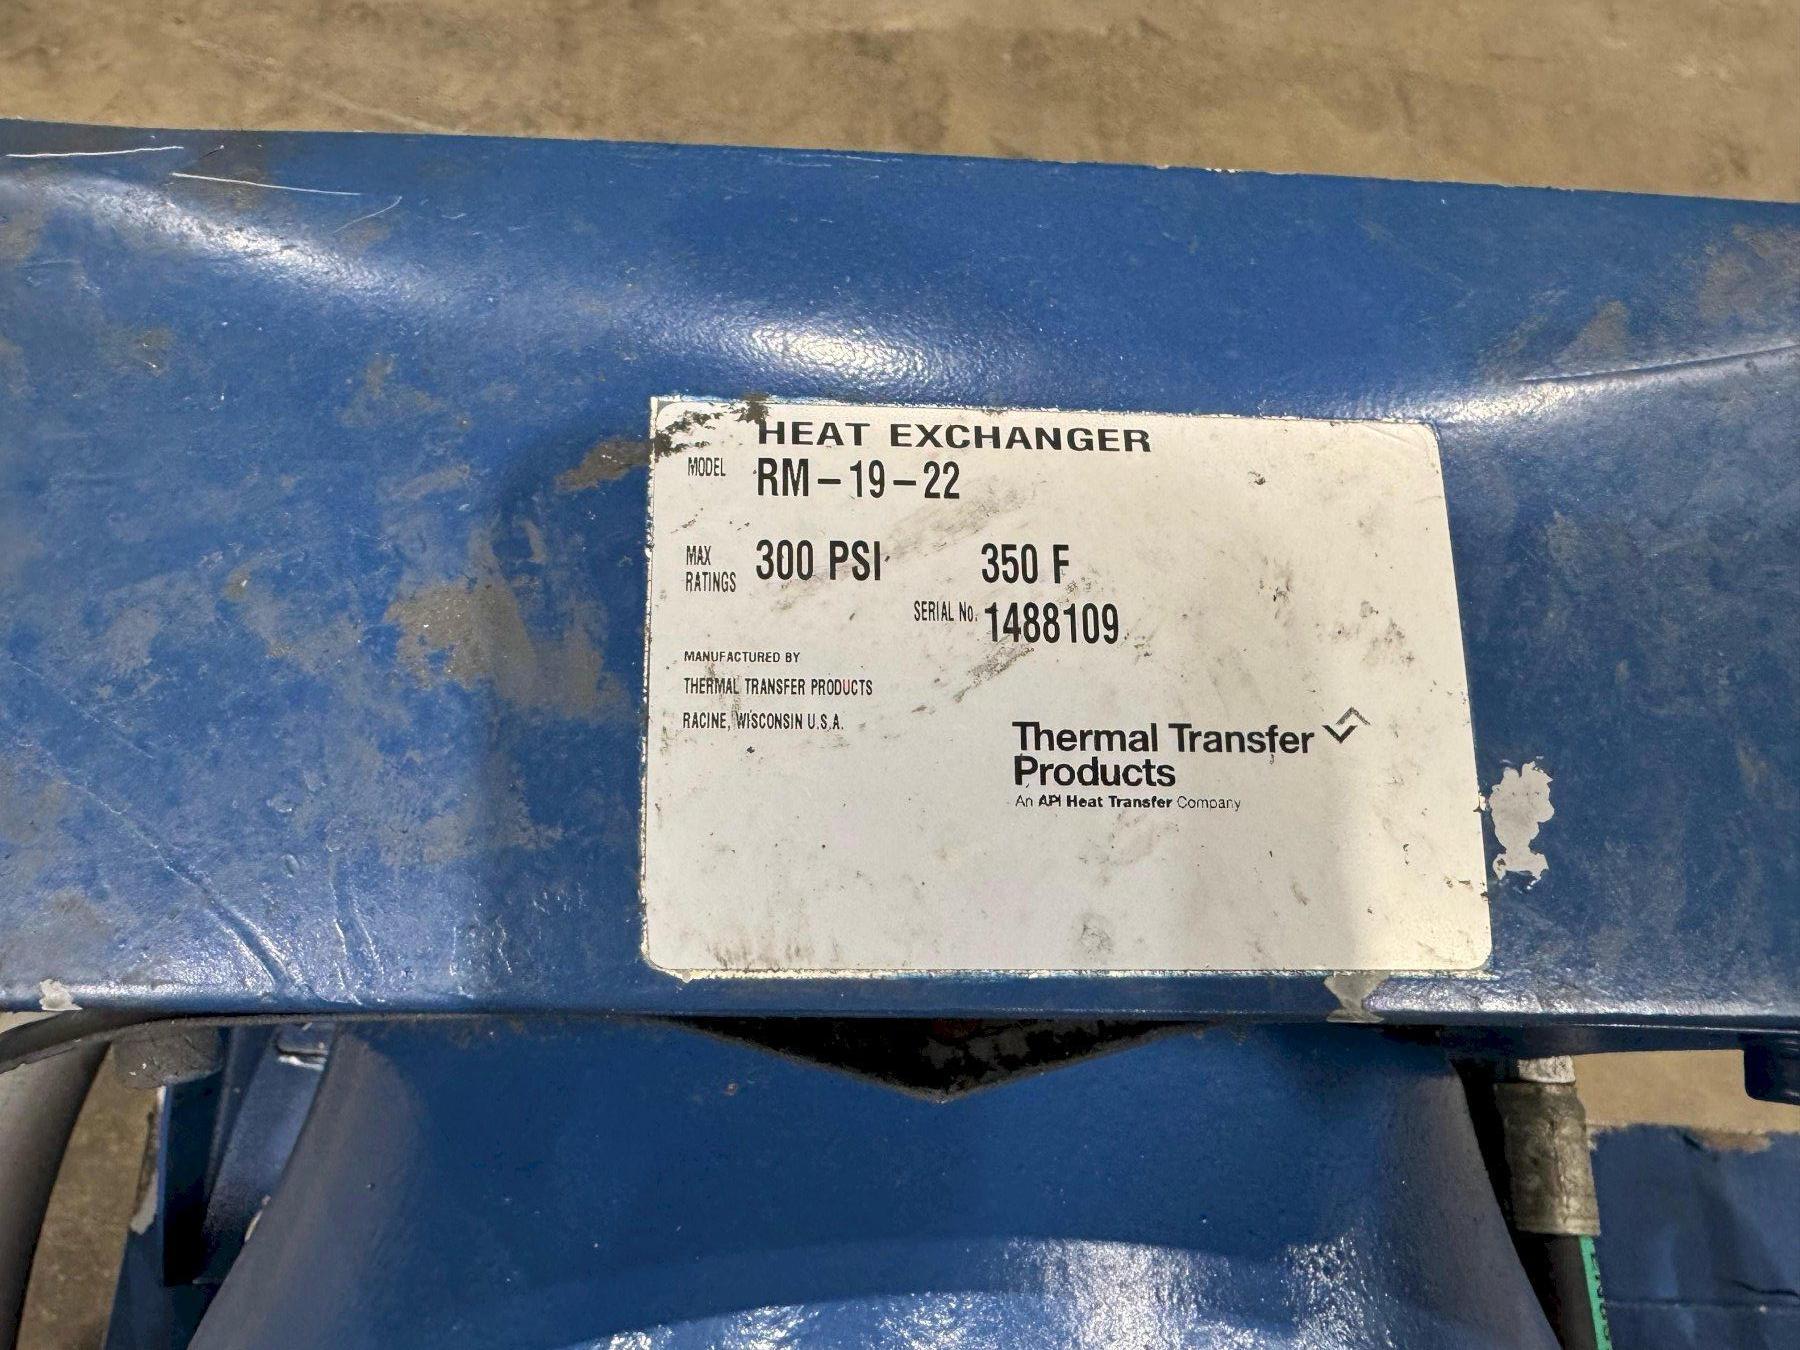 HEAT EXCHANGER
MODEL RM-19-22
MAX RATINGS 300 PSI 350 F
SERIAL No. 1488109
MANUFACTURED BY
THERMAL TRANSFER PRODUCTS
RACINE, WISCONSIN U.S.A.
Thermal Transfer
Products
An API Heat Transfer Company